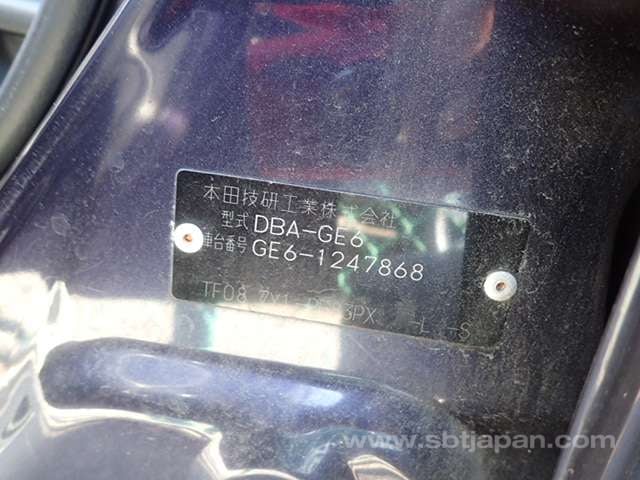 本田技研工業株式会社
型式 DBA-GE6
車台番号 GE6-1247868
TF08
www.sbtjapan.com